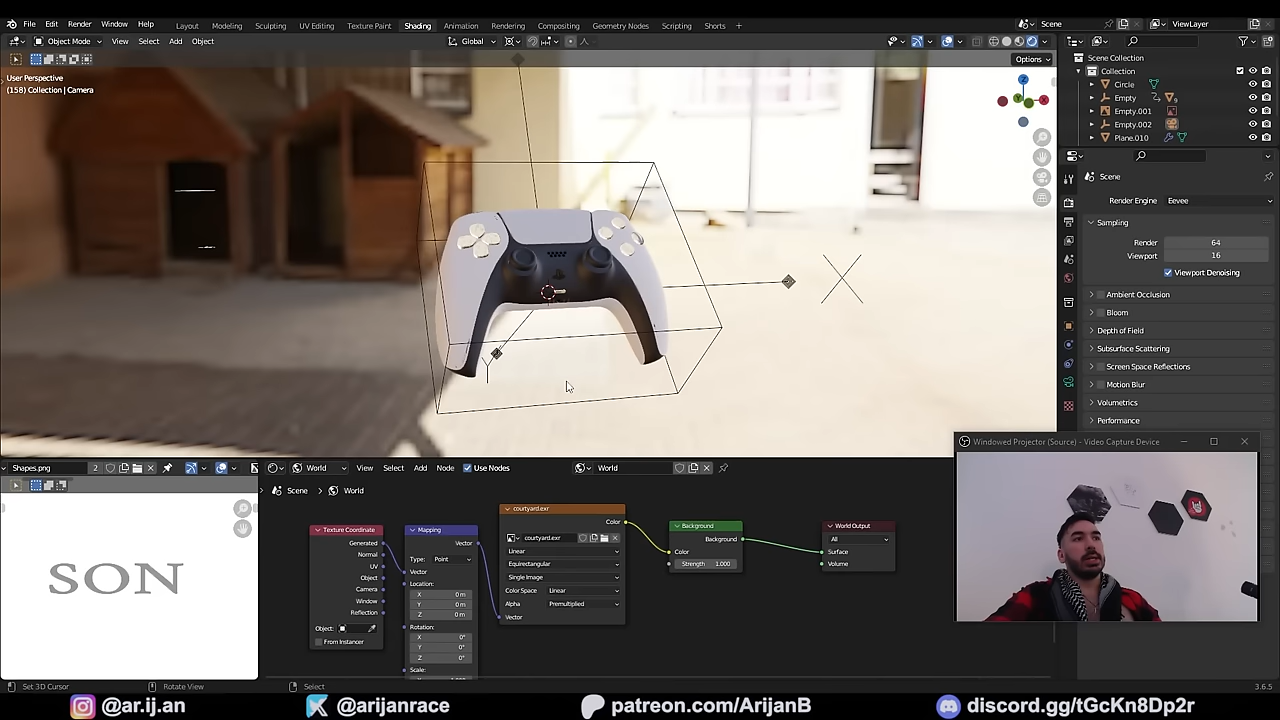 File Edit Render Window Help Layout Modeling Sculpting UV Editing Texture Paint Shading Animation Rendering Compositing Geometry Nodes Scripting Shorts + Scene ViewLayer
Object Mode View Select Add Object Global
Options
User Perspective
(158) Collection | Camera
Scene Collection
Collection
Circle
Empty
Empty.001
Empty.002
Plane.010
Scene
Render Engine Eevee
Sampling
Render 64
Viewport 16
Viewport Denoising
Ambient Occlusion
Bloom
Depth of Field
Subsurface Scattering
Screen Space Reflections
Motion Blur
Volumetrics
Performance
Windowed Projector (Source) - Video Capture Device
Shapes.png 2 World View Select Add Node Use Nodes World
Scene World
SON
Texture Coordinate
Generated
Normal
UV
Object
Camera
Window
Reflection
Object:
From Instancer
Mapping
Vector
Type: Point
Vector
Location:
X 0 m
Y 0 m
Z 0 m
Rotation:
X 0°
Y 0°
Z 0°
Scale:
courtyard.exr
Color
courtyard.exr
Linear
Equirectangular
Single Image
Color Space Linear
Alpha Premultiplied
Vector
Background
Background
Color
Strength 1.000
World Output
All
Surface
Volume
Set 3D Cursor Rotate View Select 3.6.5
@ar.ij.an @arijanrace patreon.com/ArijanB discord.gg/tGcKn8Dp2r